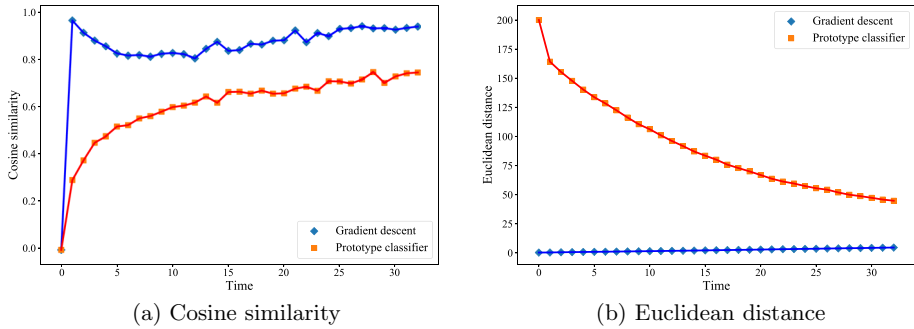 1.0
0.8
0.6
0.4
0.2
0.0
Cosine similarity
Gradient descent
Prototype classifier
0 5 10 15 20 25 30
Time
(a) Cosine similarity
200
175
150
125
100
75
50
25
0
Euclidean distance
Gradient descent
Prototype classifier
0 5 10 15 20 25 30
Time
(b) Euclidean distance